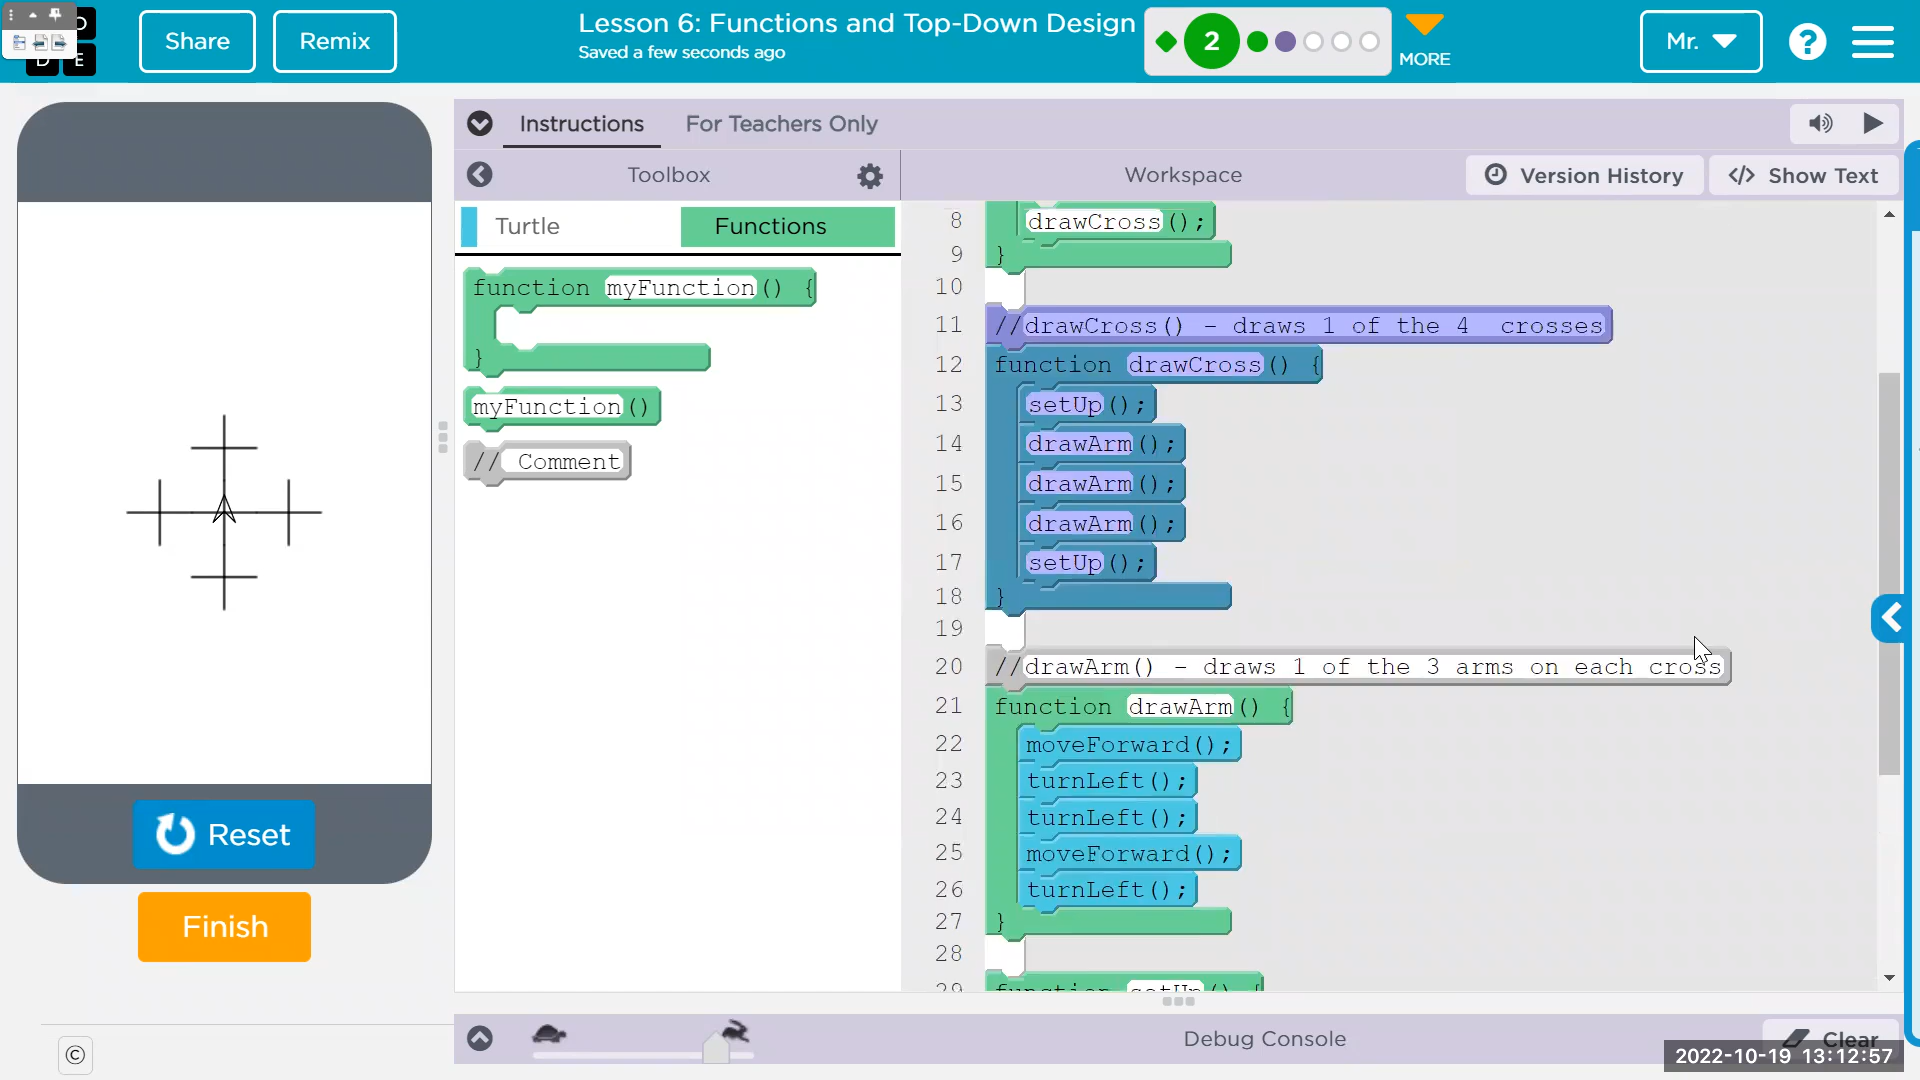 D
D E
Share
Remix
Lesson 6: Functions and Top-Down Design
Saved a few seconds ago
2
MORE
Mr.
?
Instructions
For Teachers Only
Toolbox
Workspace
Version History
</> Show Text
Turtle
Functions
function myFunction() {
}
myFunction()
// Comment
8 drawCross();
9 }
10
11 //drawCross() - draws 1 of the 4 crosses
12 function drawCross() {
13 setUp();
14 drawArm();
15 drawArm();
16 drawArm();
17 setUp();
18 }
19
20 //drawArm() - draws 1 of the 3 arms on each cross
21 function drawArm() {
22 moveForward();
23 turnLeft();
24 turnLeft();
25 moveForward();
26 turnLeft();
27 }
28
29 function setUp() {
Reset
Finish
©
Debug Console
Clear
2022-10-19 13:12:57